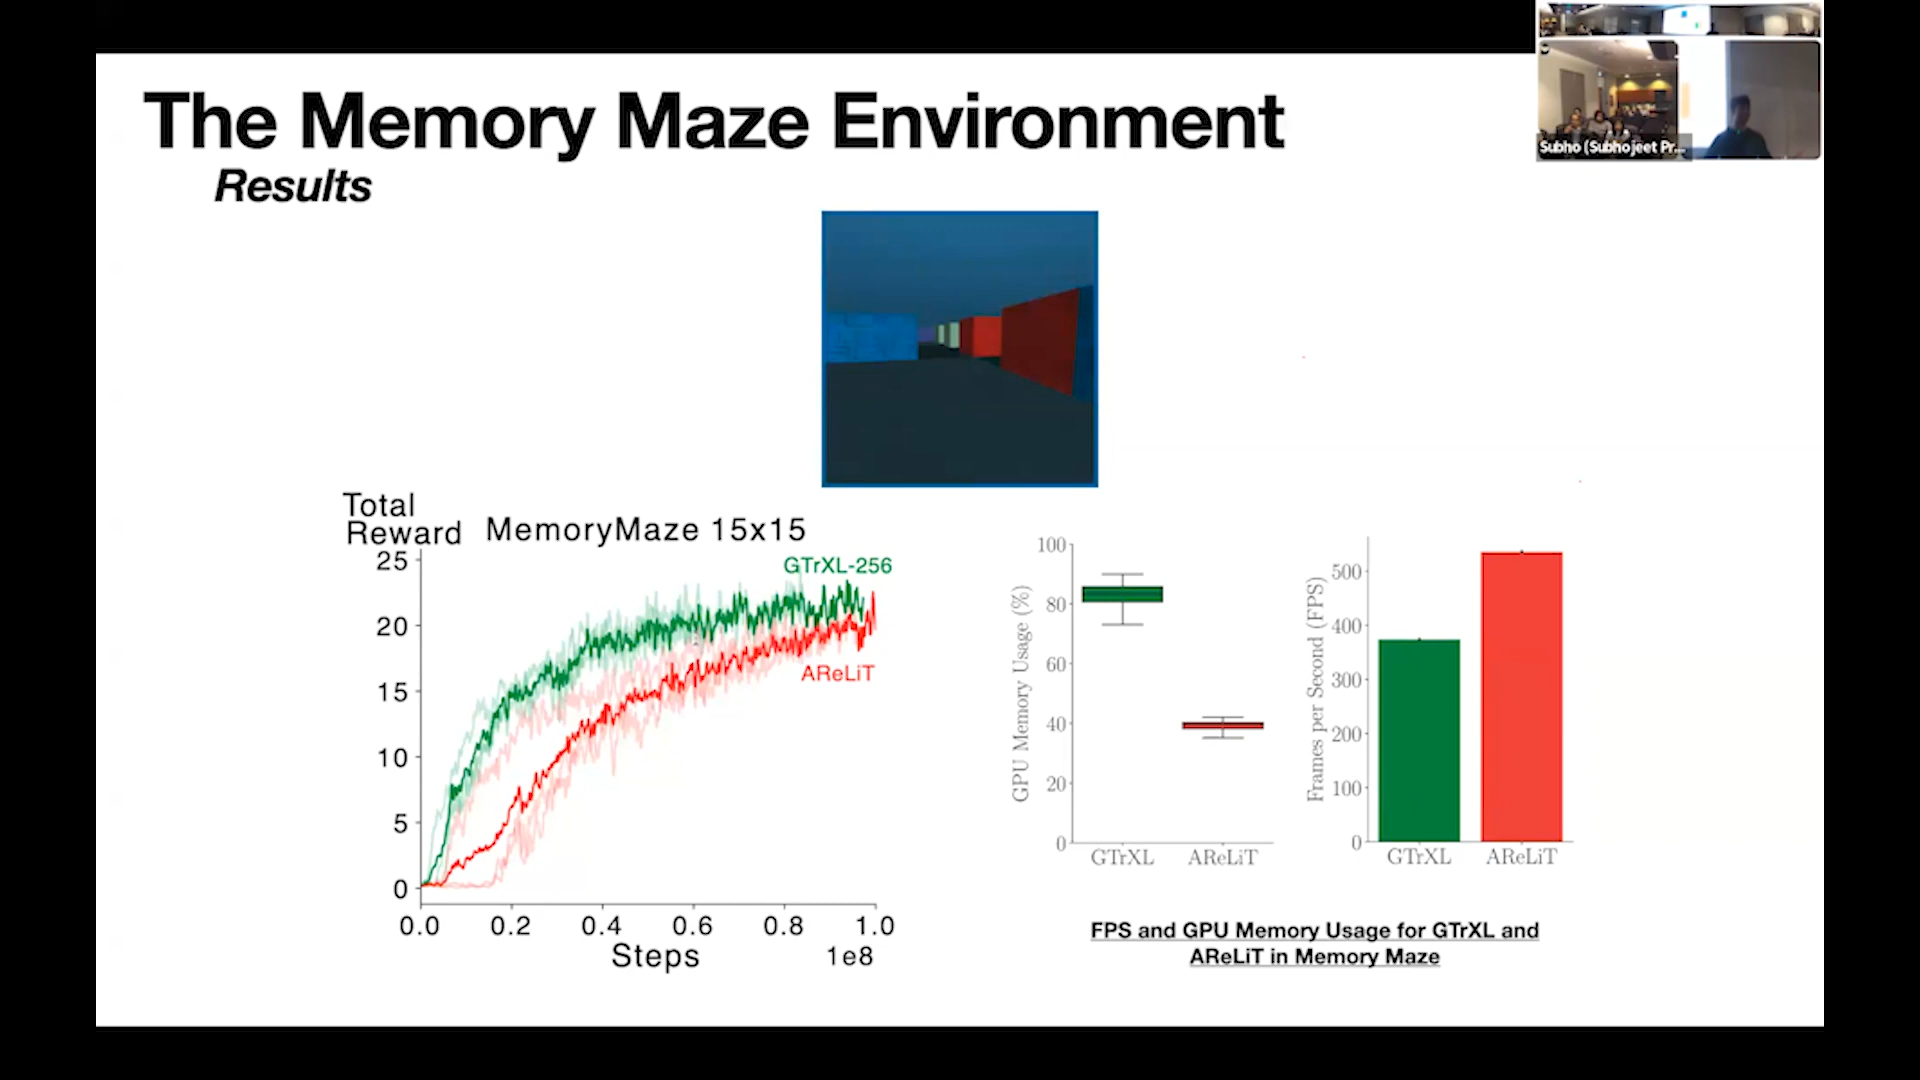 The Memory Maze Environment
Results
Subho (Subhojeet Pr...
Total
Reward
MemoryMaze 15x15
GTrXL-256
AReLiT
25
20
15
10
5
0
0.0 0.2 0.4 0.6 0.8 1.0
Steps
1e8
GPU Memory Usage (%)
100
80
60
40
20
0
GTrXL AReLiT
Frames per Second (FPS)
500
400
300
200
100
0
GTrXL AReLiT
FPS and GPU Memory Usage for GTrXL and
AReLiT in Memory Maze